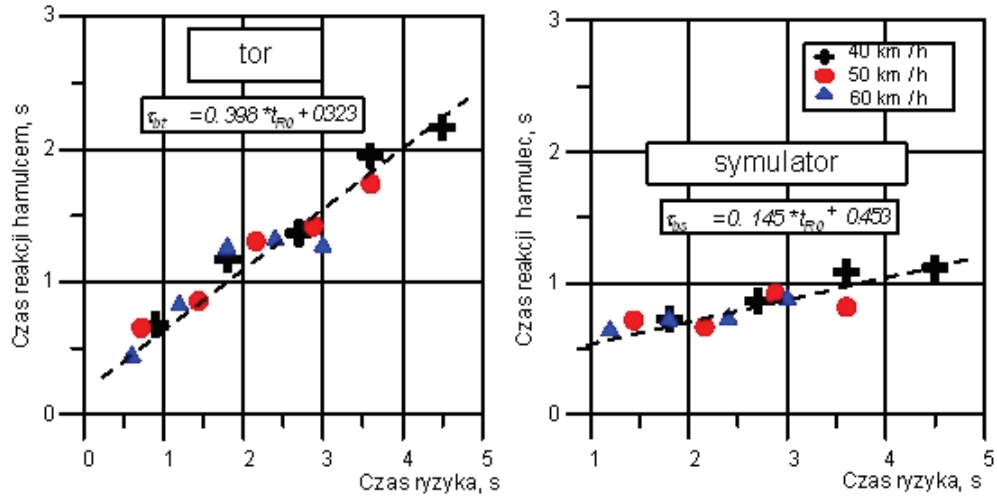 3
tor
τbt =0.398*tR0+0323
2
1
0
Czas reakcji hamulcem, s
0 1 2 3 4 5
Czas ryzyka, s
3
40 km/h
50 km/h
60 km/h
2
symulator
τbs =0.145*tR0+0.453
1
0
Czas reakcji hamulec, s
1 2 3 4 5
Czas ryzyka, s